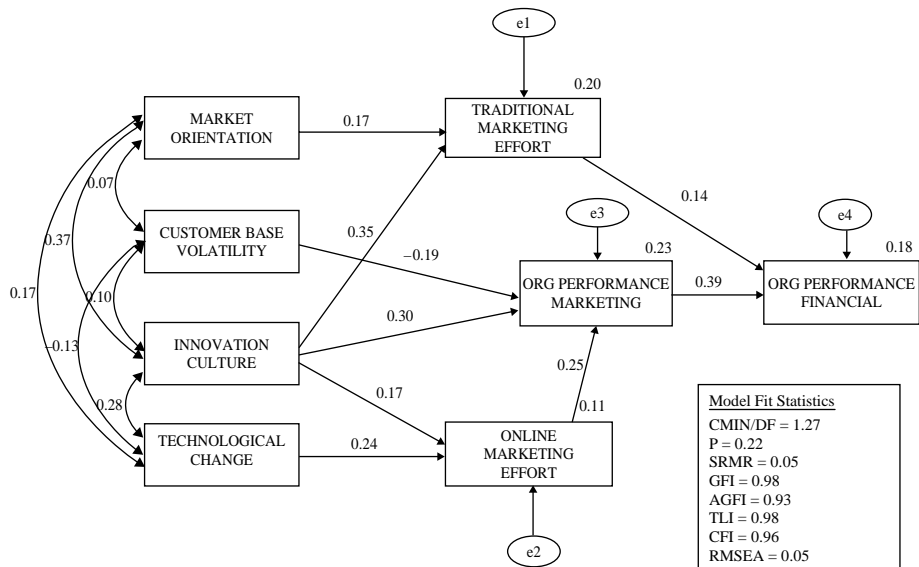 e1
0.20
MARKET
ORIENTATION
0.17
TRADITIONAL
MARKETING
EFFORT
0.07
0.14
CUSTOMER BASE
VOLATILITY
0.35
e3
e4
0.37
–0.19
0.23
0.18
0.17
0.10
ORG PERFORMANCE
MARKETING
0.39
ORG PERFORMANCE
FINANCIAL
–0.13
INNOVATION
CULTURE
0.30
0.25
0.17
0.28
0.11
TECHNOLOGICAL
CHANGE
0.24
ONLINE
MARKETING
EFFORT
e2
Model Fit Statistics
CMIN/DF = 1.27
P = 0.22
SRMR = 0.05
GFI = 0.98
AGFI = 0.93
TLI = 0.98
CFI = 0.96
RMSEA = 0.05